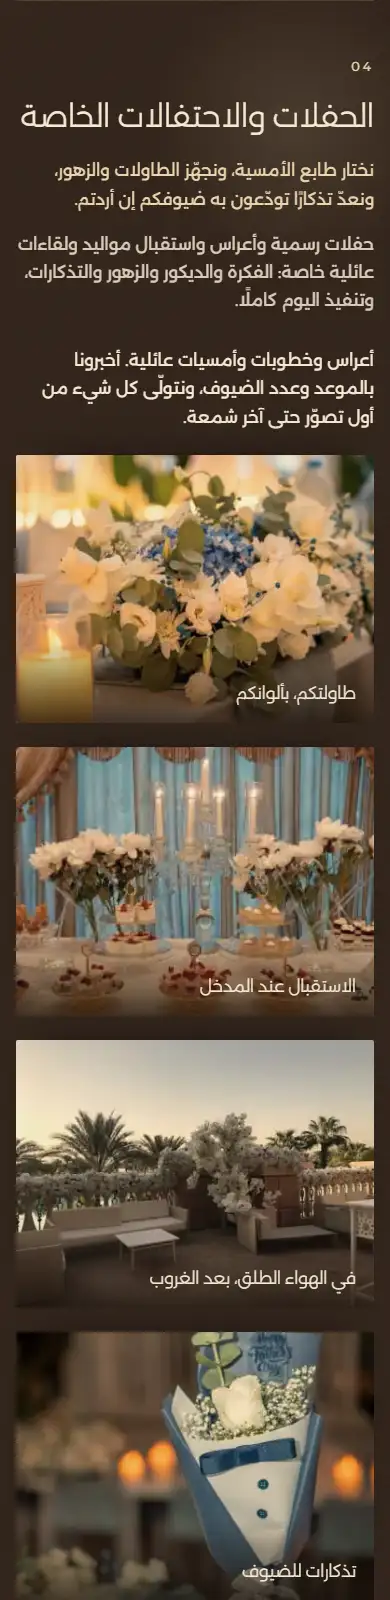 04
الحفلات والاحتفالات الخاصة
نختار طابع الأمسية، ونجهّز الطاولات والزهور،
ونعدّ تذكارًا تودّعون به ضيوفكم إن أردتم.
حفلات رسمية وأعراس واستقبال مواليد ولقاءات
عائلية خاصة: الفكرة والديكور والزهور والتذكارات،
وتنفيذ اليوم كاملًا.
أعراس وخطوبات وأمسيات عائلية. أخبرونا
بالموعد وعدد الضيوف، ونتولّى كل شيء من
أول تصوّر حتى آخر شمعة.
طاولتكم، بألوانكم
الاستقبال عند المدخل
في الهواء الطلق، بعد الغروب
Happy
Father's
Day
تذكارات للضيوف